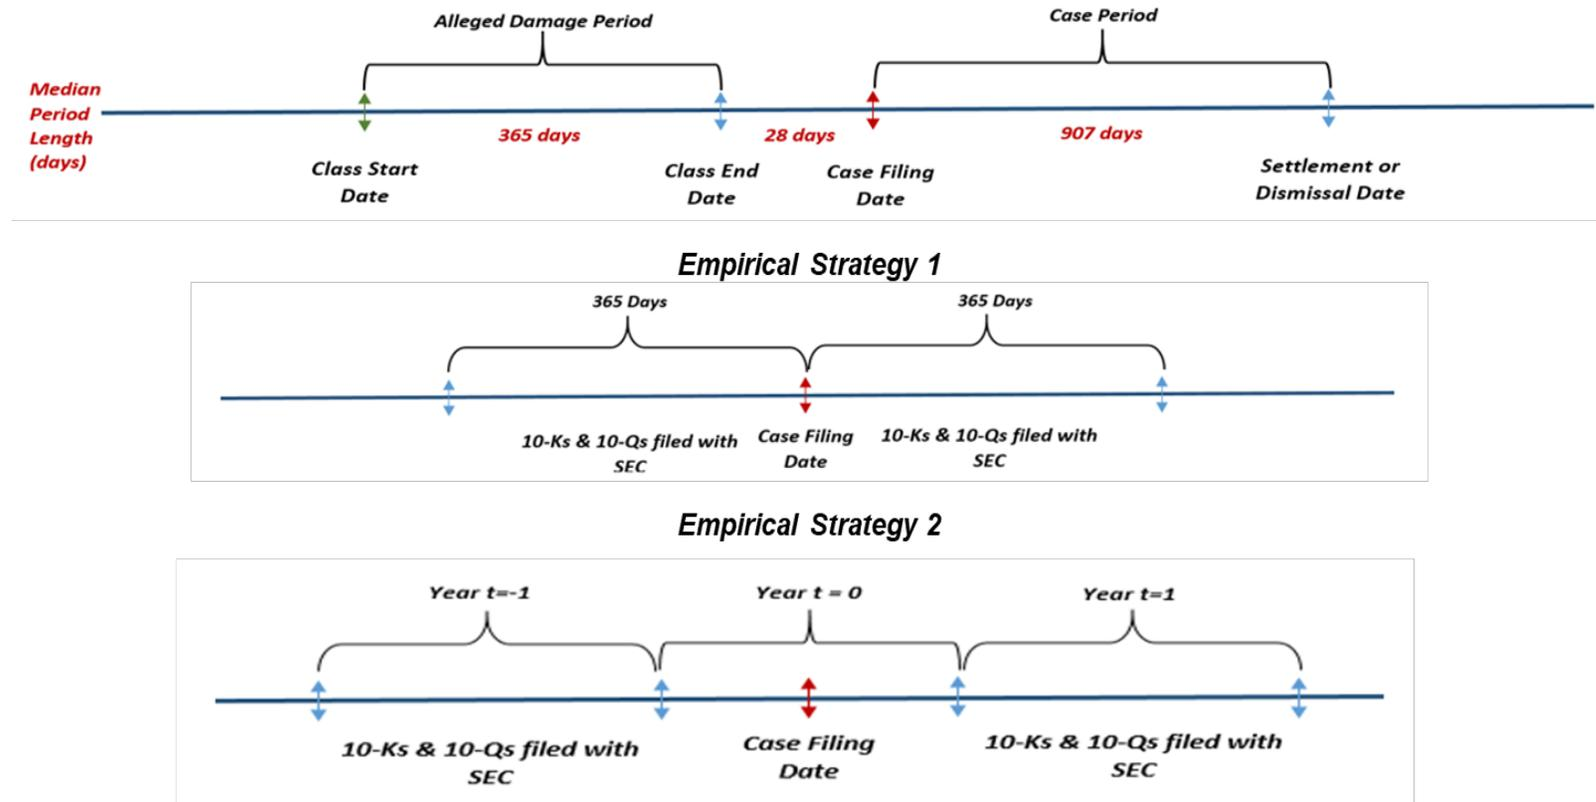 Alleged Damage Period
Case Period
Median
Period
Length
(days)
365 days
28 days
907 days
Class Start
Date
Class End
Date
Case Filing
Date
Settlement or
Dismissal Date
Empirical Strategy 1
365 Days
365 Days
10-Ks & 10-Qs filed with
SEC
Case Filing
Date
10-Ks & 10-Qs filed with
SEC
Empirical Strategy 2
Year t=-1
Year t = 0
Year t=1
10-Ks & 10-Qs filed with
SEC
Case Filing
Date
10-Ks & 10-Qs filed with
SEC